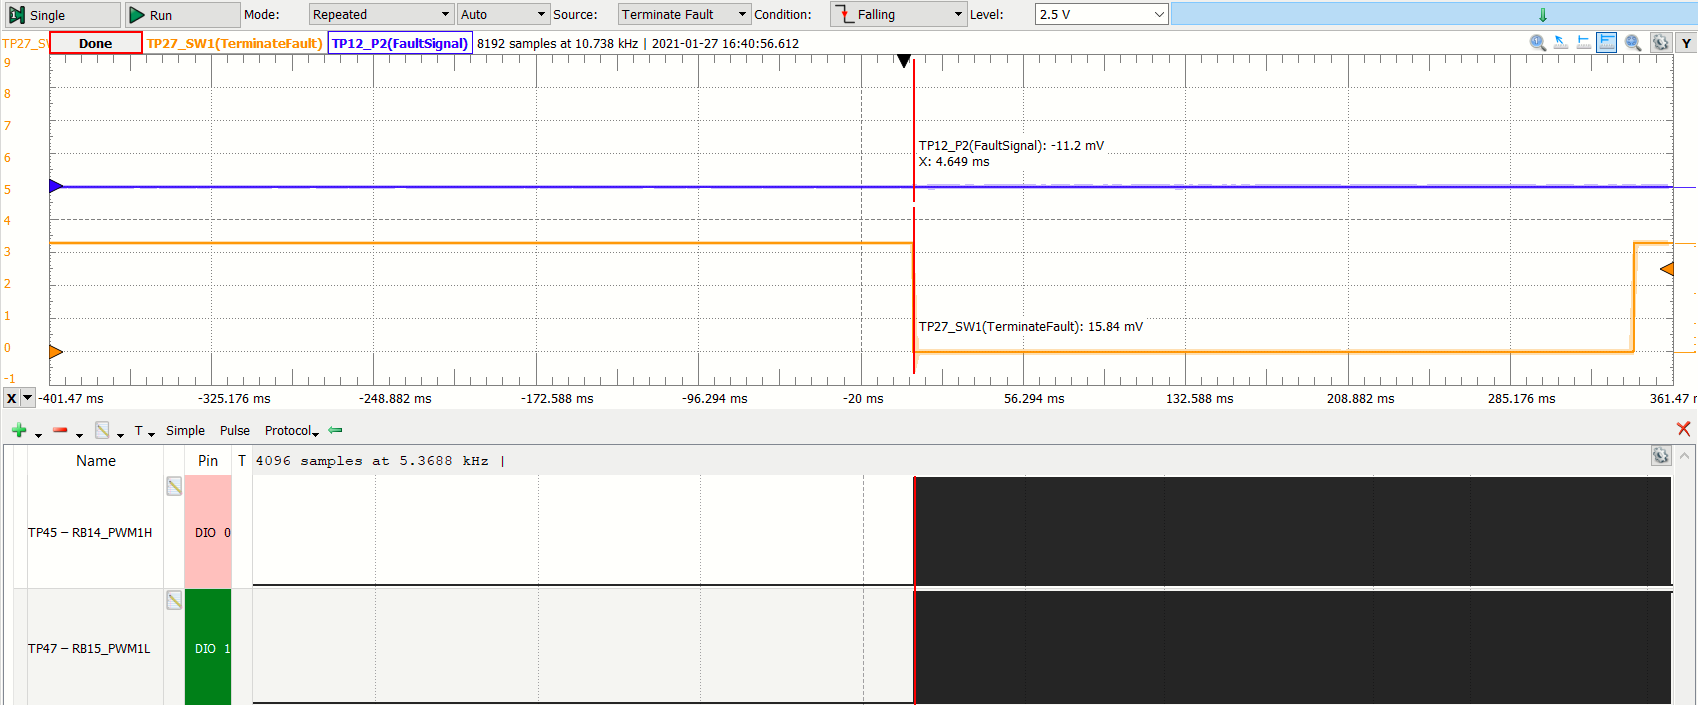 Single Run Mode: Repeated Auto Source: Terminate Fault Condition: Falling Level: 2.5 V
Done TP27_SW1(TerminateFault) TP12_P2(FaultSignal) 8192 samples at 10.738 kHz | 2021-01-27 16:40:56.612 Y
9
8
7
6
5
4
3
2
1
0
-1
TP12_P2(FaultSignal): -11.2 mV
X: 4.649 ms
TP27_SW1(TerminateFault): 15.84 mV
X -401.47 ms -325.176 ms -248.882 ms -172.588 ms -96.294 ms -20 ms 56.294 ms 132.588 ms 208.882 ms 285.176 ms 361.47
T Simple Pulse Protocol
Name Pin T 4096 samples at 5.3688 kHz |
TP45 – RB14_PWM1H DIO 0
TP47 – RB15_PWM1L DIO 1